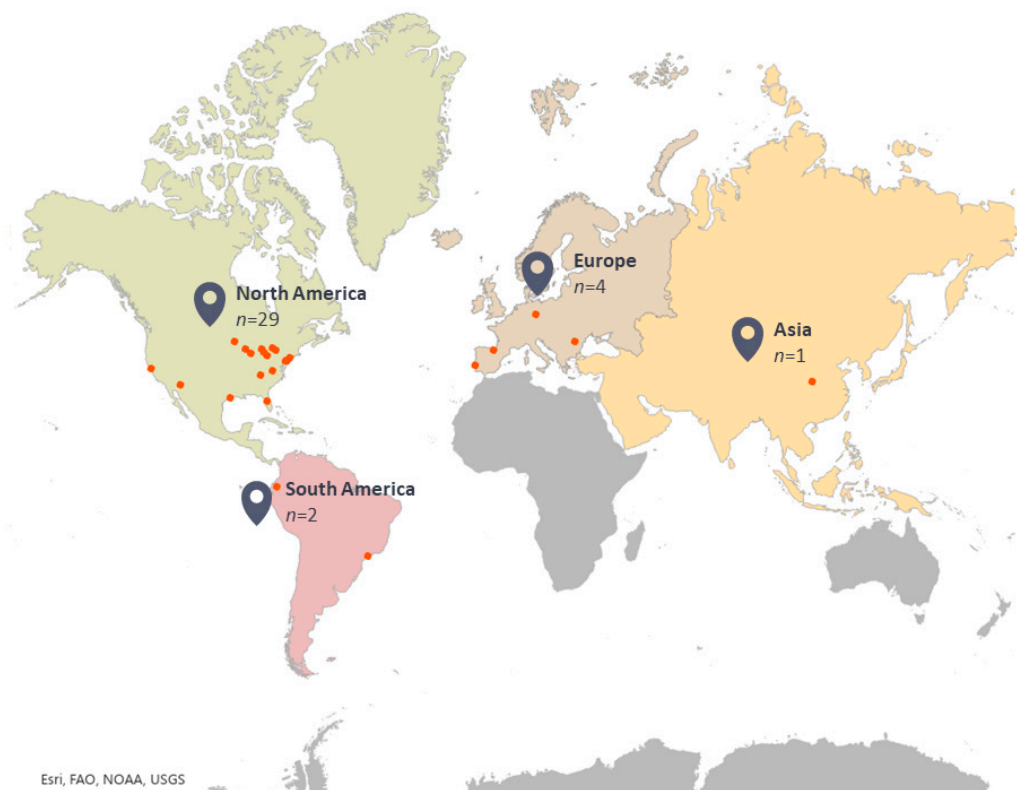 Europe
n=4
North America
n=29
Asia
n=1
South America
n=2
Esri, FAO, NOAA, USGS